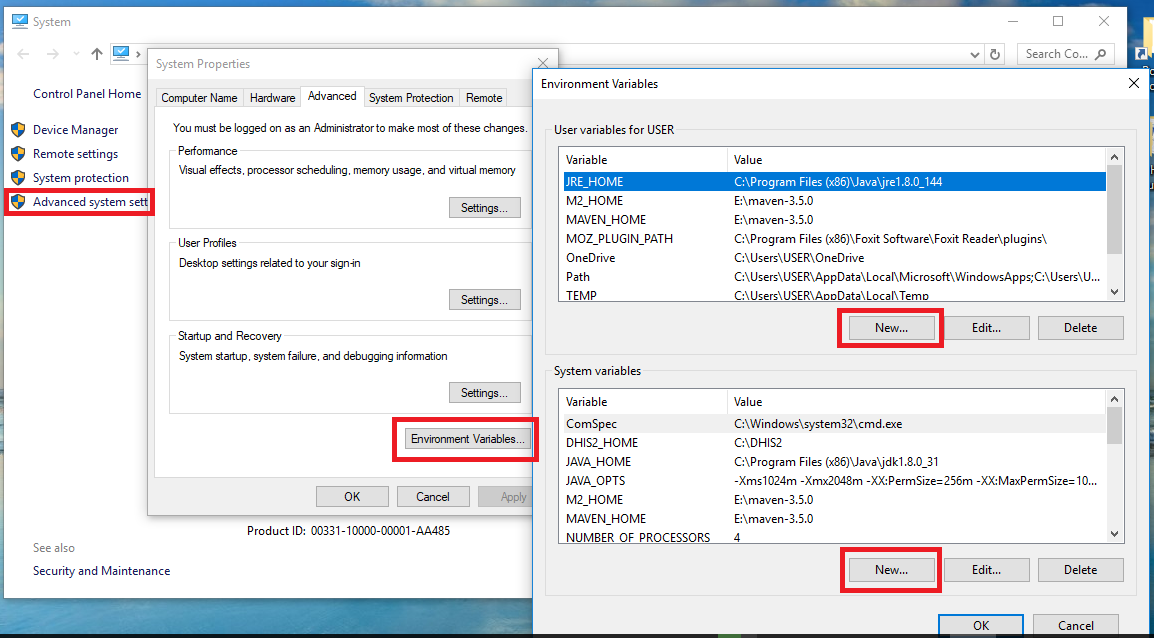 System
Search Co...
Control Panel Home
Device Manager
Remote settings
System protection
Advanced system sett
See also
Security and Maintenance
Product ID: 00331-10000-00001-AA485
System Properties
Computer Name
Hardware
Advanced
System Protection
Remote
You must be logged on as an Administrator to make most of these changes.
Performance
Visual effects, processor scheduling, memory usage, and virtual memory
Settings...
User Profiles
Desktop settings related to your sign-in
Settings...
Startup and Recovery
System startup, system failure, and debugging information
Settings...
Environment Variables...
OK Cancel Apply
Environment Variables
User variables for USER
Variable Value
JRE_HOME C:\Program Files (x86)\Java\jre1.8.0_144
M2_HOME E:\maven-3.5.0
MAVEN_HOME E:\maven-3.5.0
MOZ_PLUGIN_PATH C:\Program Files (x86)\Foxit Software\Foxit Reader\plugins\
OneDrive C:\Users\USER\OneDrive
Path C:\Users\USER\AppData\Local\Microsoft\WindowsApps;C:\Users\U...
TEMP C:\Users\USER\AppData\Local\Temp
New... Edit... Delete
System variables
Variable Value
ComSpec C:\Windows\system32\cmd.exe
DHIS2_HOME C:\DHIS2
JAVA_HOME C:\Program Files (x86)\Java\jdk1.8.0_31
JAVA_OPTS -Xms1024m -Xmx2048m -XX:PermSize=256m -XX:MaxPermSize=10...
M2_HOME E:\maven-3.5.0
MAVEN_HOME E:\maven-3.5.0
NUMBER_OF_PROCESSORS 4
New... Edit... Delete
OK Cancel